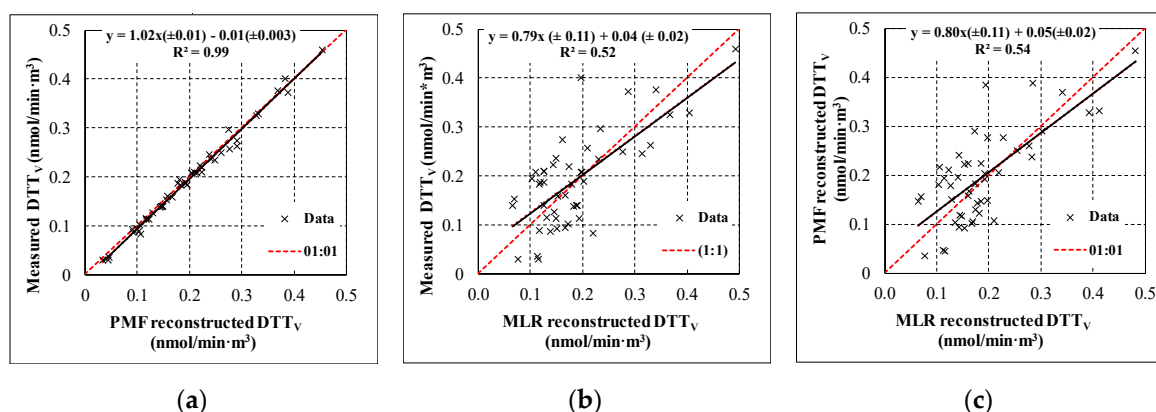 y = 1.02x(±0.01) - 0.01(±0.003)
R² = 0.99
Measured DTTV (nmol/min·m³)
0.5
0.4
0.3
0.2
0.1
0
Data
01:01
0 0.1 0.2 0.3 0.4 0.5
PMF reconstructed DTTV
(nmol/min·m³)
(a)
y = 0.79x (± 0.11) + 0.04 (± 0.02)
R² = 0.52
Measured DTTV (nmol/min*m³)
0.5
0.4
0.3
0.2
0.1
0
Data
(1:1)
0 0.1 0.2 0.3 0.4 0.5
MLR reconstructed DTTV
(nmol/min·m³)
(b)
y = 0.80x(±0.11) + 0.05(±0.02)
R² = 0.54
PMF reconstructed DTTV
(nmol/min·m³)
0.5
0.4
0.3
0.2
0.1
0
Data
01:01
0 0.1 0.2 0.3 0.4 0.5
MLR reconstructed DTTV
(nmol/min·m³)
(c)